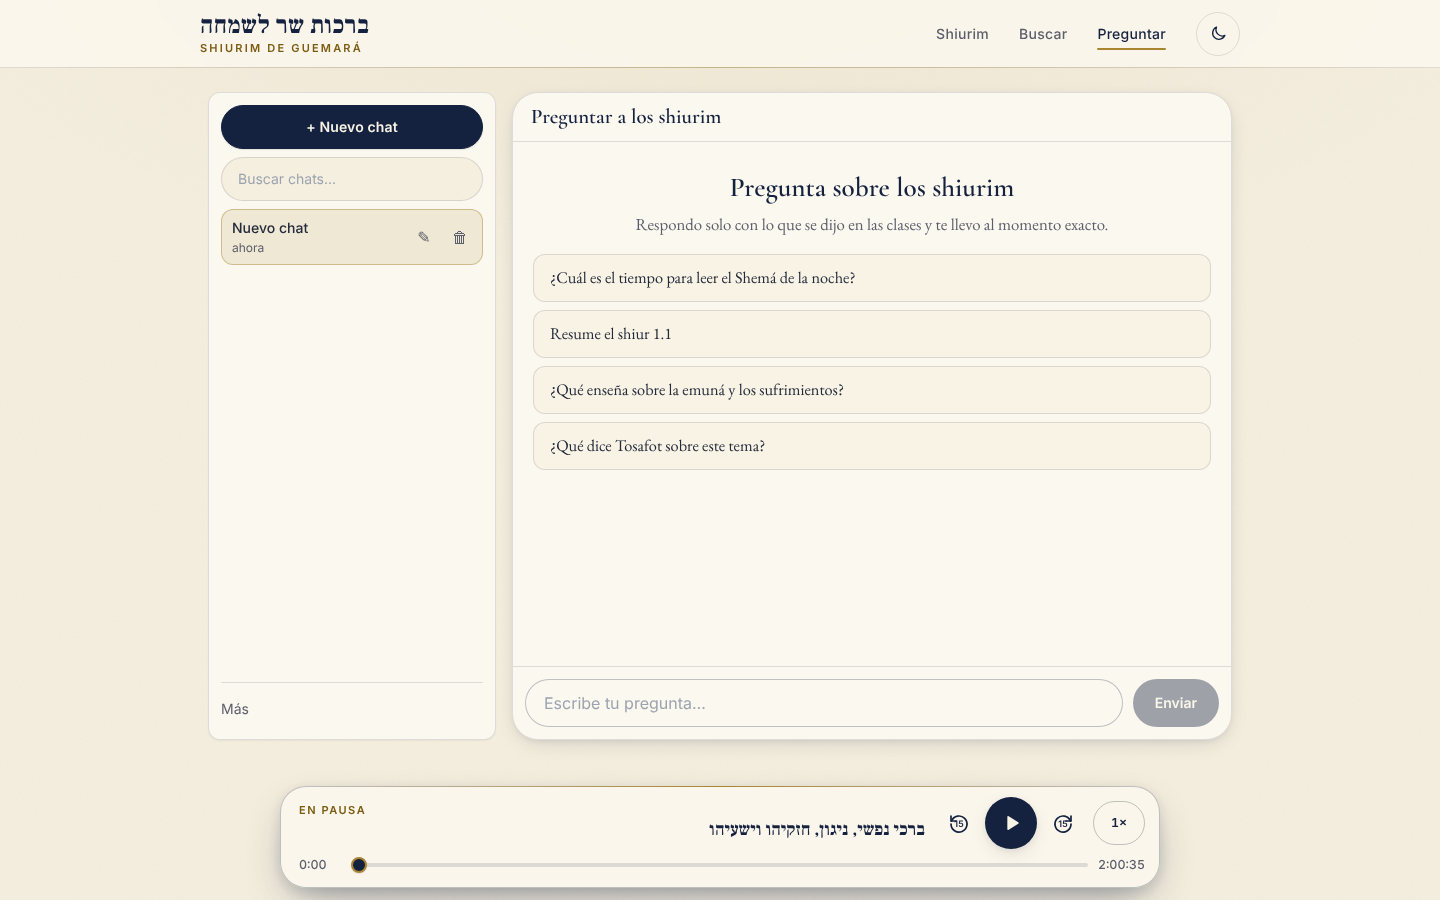 ברכות שר לשמחה
SHIURIM DE GUEMARÁ
Shiurim
Buscar
Preguntar
+ Nuevo chat
Buscar chats...
Nuevo chat
ahora
Más
Preguntar a los shiurim
Pregunta sobre los shiurim
Respondo solo con lo que se dijo en las clases y te llevo al momento exacto.
¿Cuál es el tiempo para leer el Shemá de la noche?
Resume el shiur 1.1
¿Qué enseña sobre la emuná y los sufrimientos?
¿Qué dice Tosafot sobre este tema?
Escribe tu pregunta...
Enviar
EN PAUSA
ברכי נפשי, ניגון, חזקיהו וישעיהו
15
15
1×
0:00
2:00:35